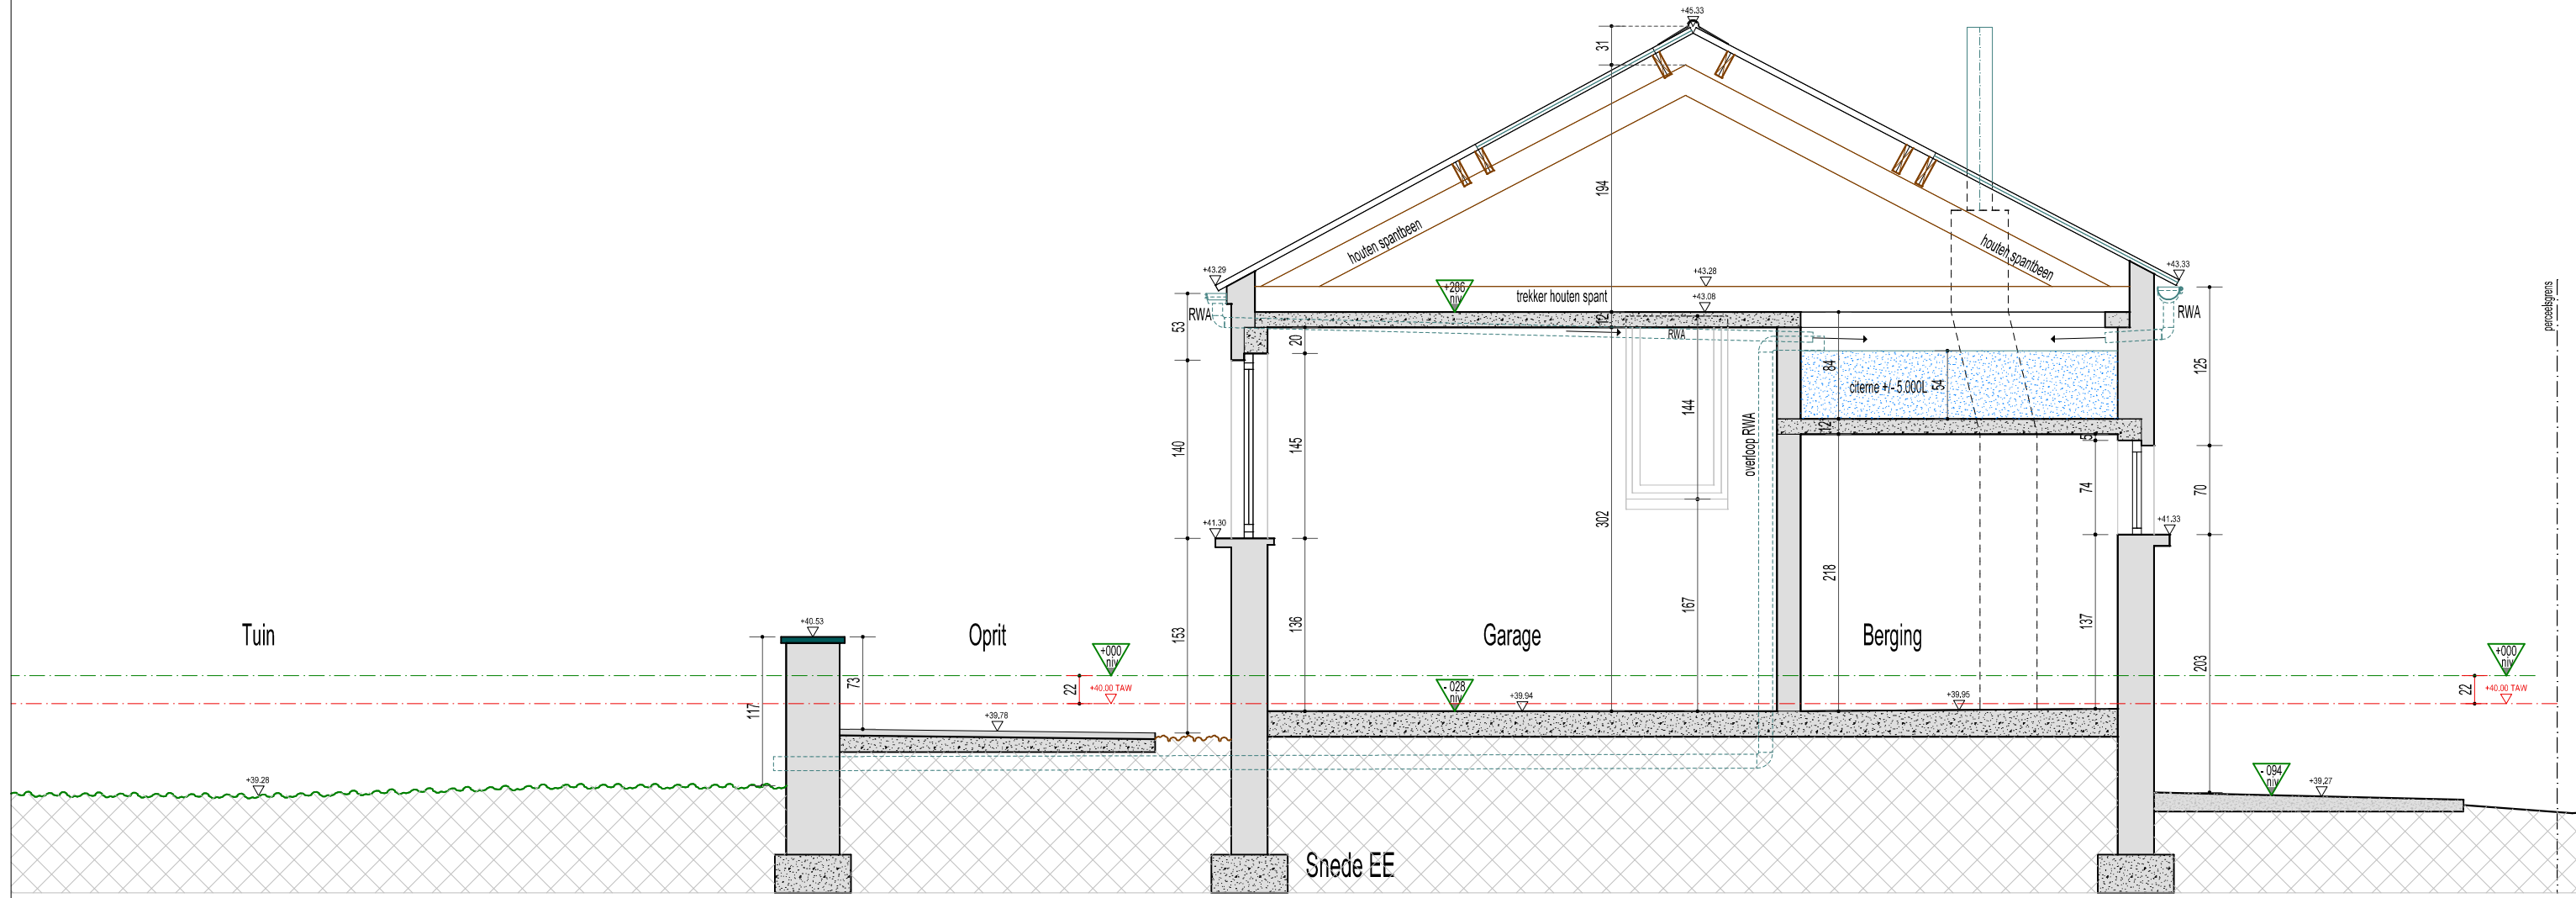 +45.33
31
194
houten spantbeen
houten spantbeen
+43.29
+43.28
+43.33
+286
niv
trekker houten spant
+43.08
RWA
RWA
12
RWA
53
20
84
54
citerne +/- 5.000L
125
144
overloop RWA
12
5
140
145
74
70
302
+41.30
+41.33
218
167
153
136
137
203
Tuin
+40.53
Oprit
Garage
Berging
+000
niv
+000
niv
perceelsgrens
73
22
+40.00 TAW
22
+40.00 TAW
117
- 028
niv
+39.94
+39.95
+39.78
+39.28
- 094
niv
+39.27
Snede EE